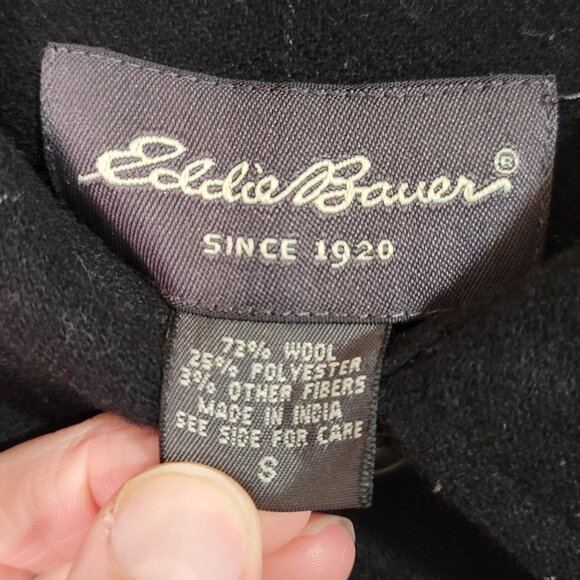 Eddie Bauer®
SINCE 1920
72% WOOL
25% POLYESTER
3% OTHER FIBERS
MADE IN INDIA
SEE SIDE FOR CARE
S